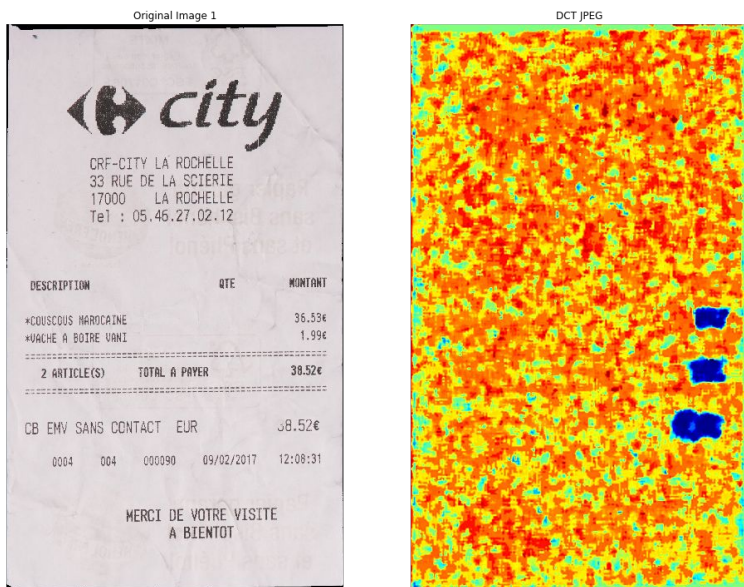 Original Image 1
DCT JPEG
city
CRF-CITY LA ROCHELLE
33 RUE DE LA SCIERIE
17000 LA ROCHELLE
Tel : 05.46.27.02.12
DESCRIPTION QTE MONTANT
*COUSCOUS MAROCAINE 36.53€
*VACHE A BOIRE VANI 1.99€
2 ARTICLE(S) TOTAL A PAYER 38.52€
CB EMV SANS CONTACT EUR 38.52€
0004 004 000090 09/02/2017 12:08:31
MERCI DE VOTRE VISITE
A BIENTOT